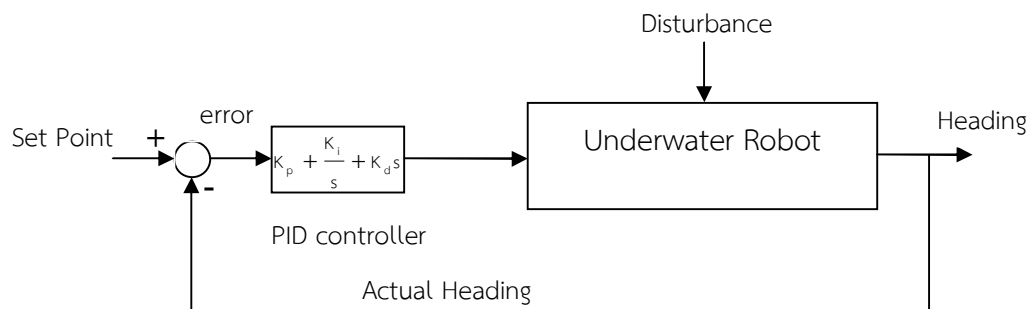 Disturbance
error
Set Point
+
-
K_p + K_i/s + K_d s
Underwater Robot
Heading
PID controller
Actual Heading